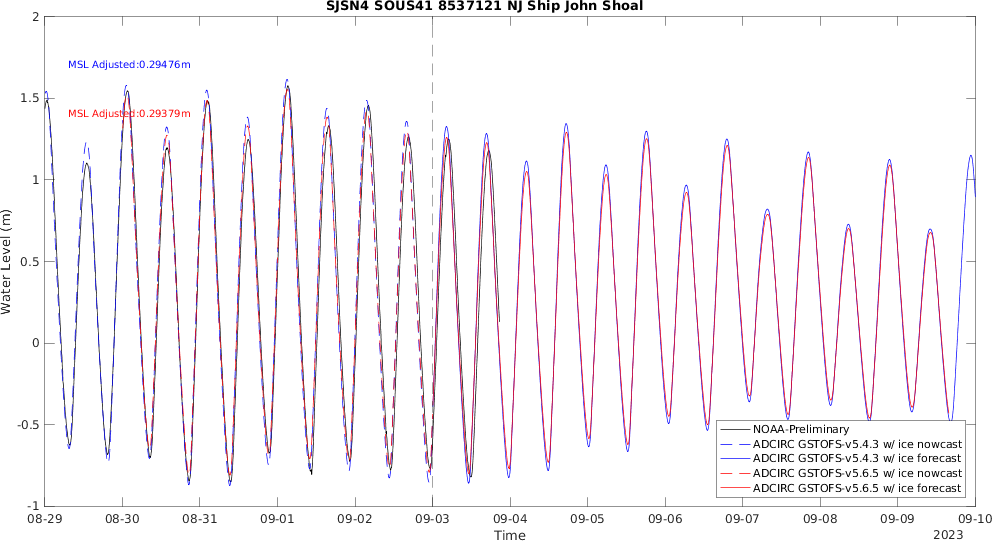 SJSN4 SOUS41 8537121 NJ Ship John Shoal
2
MSL Adjusted:0.29476m
1.5
MSL Adjusted:0.29379m
1
Water Level (m)
0.5
0
-0.5
-1
NOAA-Preliminary
ADCIRC GSTOFS-v5.4.3 w/ ice nowcast
ADCIRC GSTOFS-v5.4.3 w/ ice forecast
ADCIRC GSTOFS-v5.6.5 w/ ice nowcast
ADCIRC GSTOFS-v5.6.5 w/ ice forecast
08-29 08-30 08-31 09-01 09-02 09-03 09-04 09-05 09-06 09-07 09-08 09-09 09-10
Time
2023